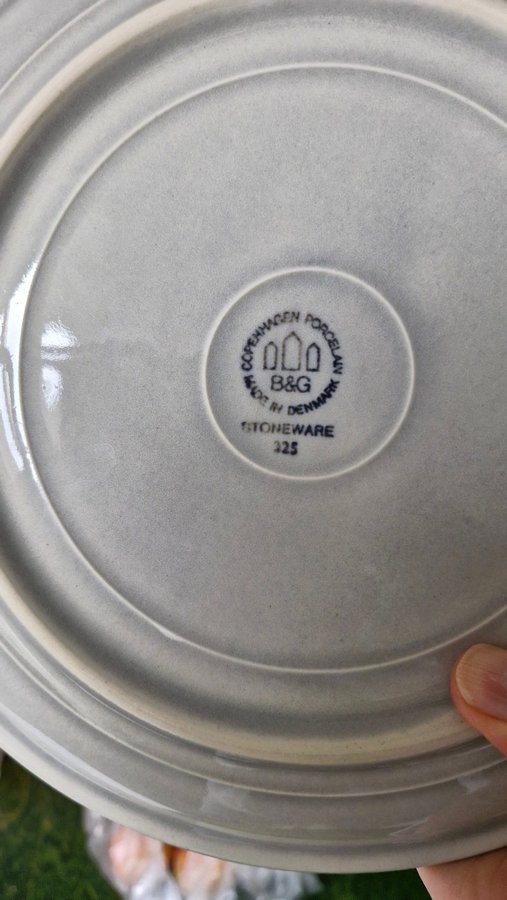 COPENHAGEN PORCELAIN
B&G
MADE IN DENMARK
STONEWARE
325